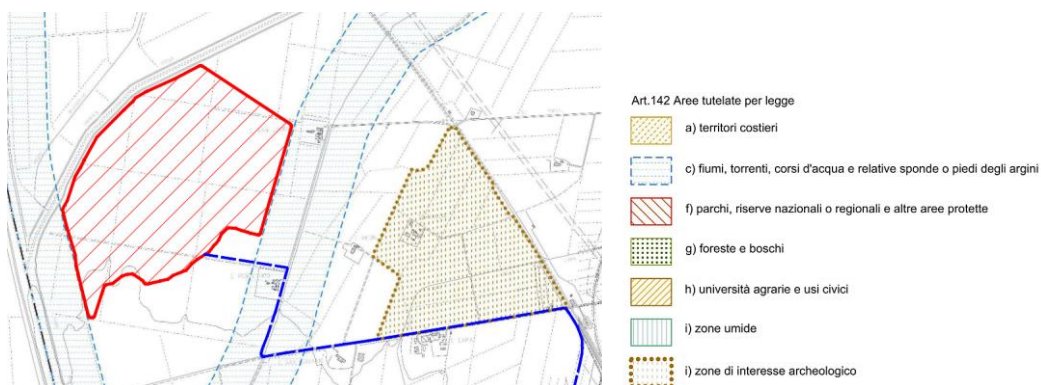 Art.142 Aree tutelate per legge
a) territori costieri
c) fiumi, torrenti, corsi d'acqua e relative sponde o piedi degli argini
f) parchi, riserve nazionali o regionali e altre aree protette
g) foreste e boschi
h) università agrarie e usi civici
i) zone umide
i) zone di interesse archeologico